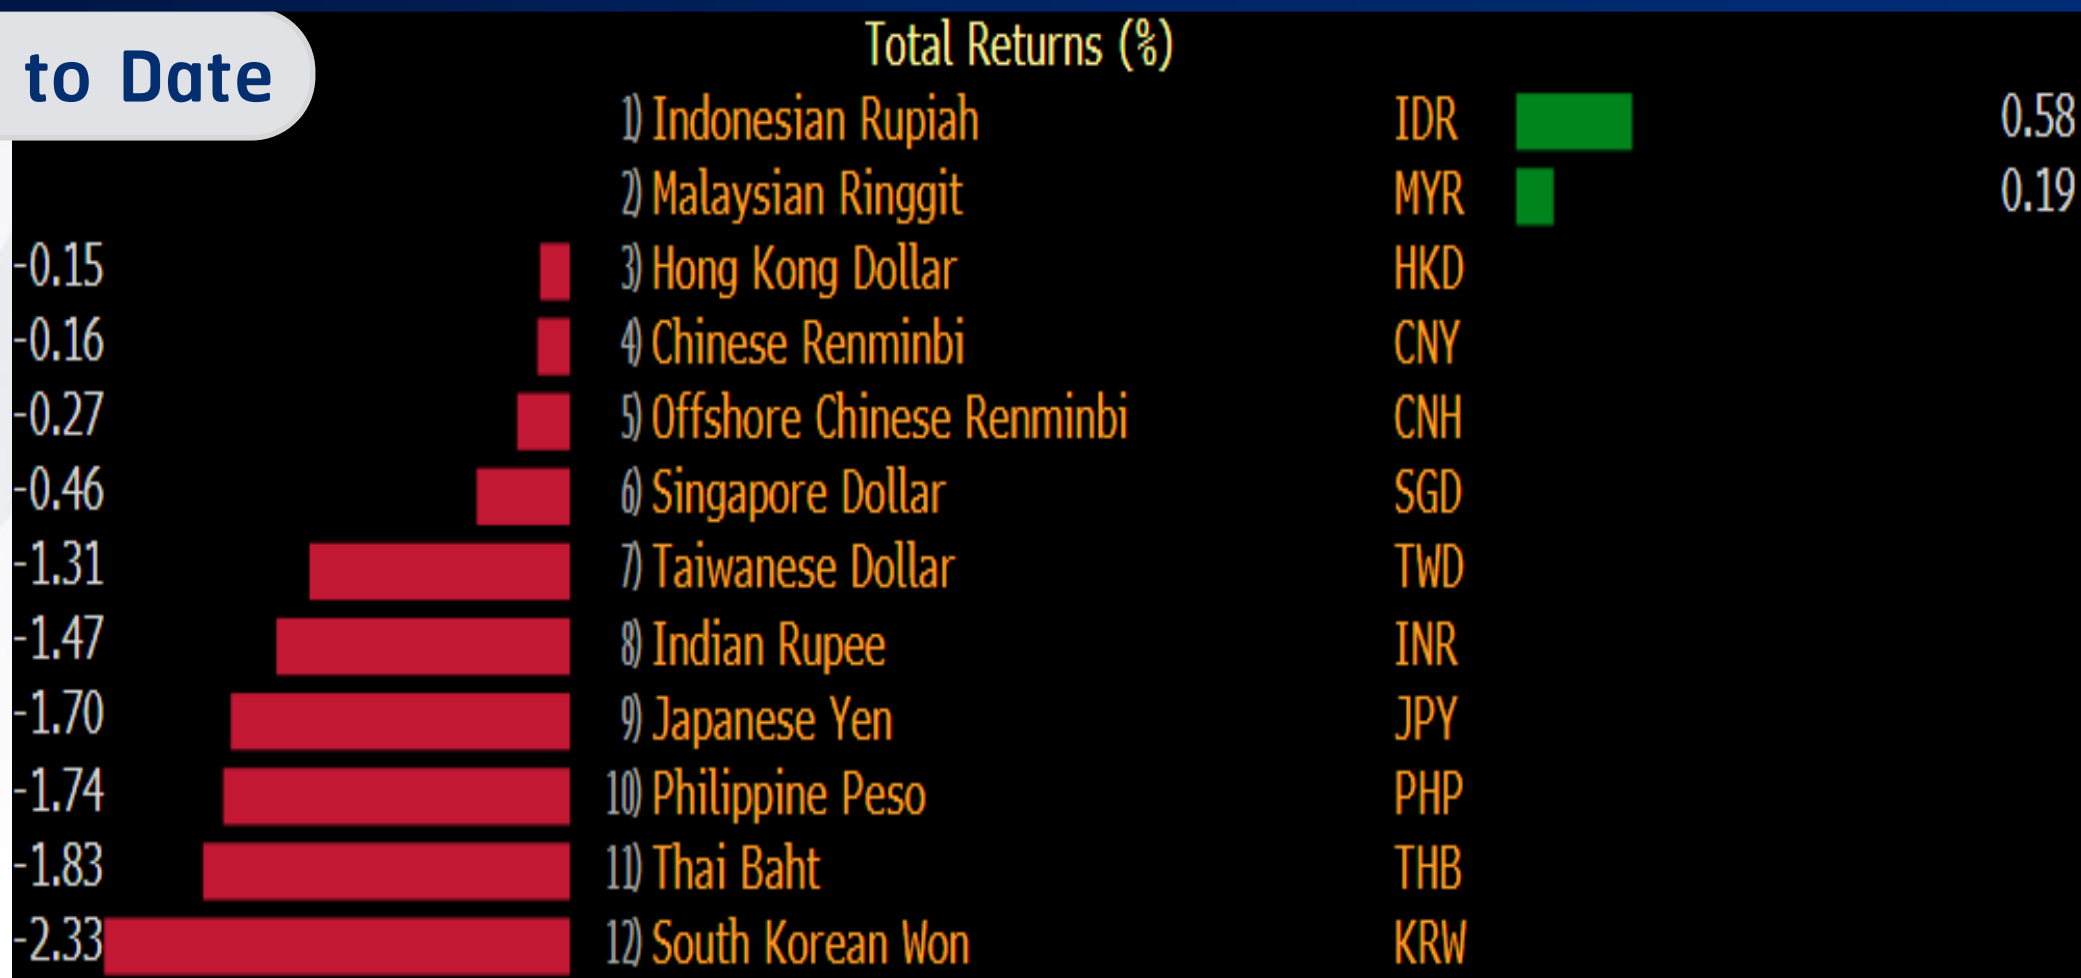 to Date
Total Returns (%)
1) Indonesian Rupiah IDR 0.58
2) Malaysian Ringgit MYR 0.19
-0.15 3) Hong Kong Dollar HKD
-0.16 4) Chinese Renminbi CNY
-0.27 5) Offshore Chinese Renminbi CNH
-0.46 6) Singapore Dollar SGD
-1.31 7) Taiwanese Dollar TWD
-1.47 8) Indian Rupee INR
-1.70 9) Japanese Yen JPY
-1.74 10) Philippine Peso PHP
-1.83 11) Thai Baht THB
-2.33 12) South Korean Won KRW